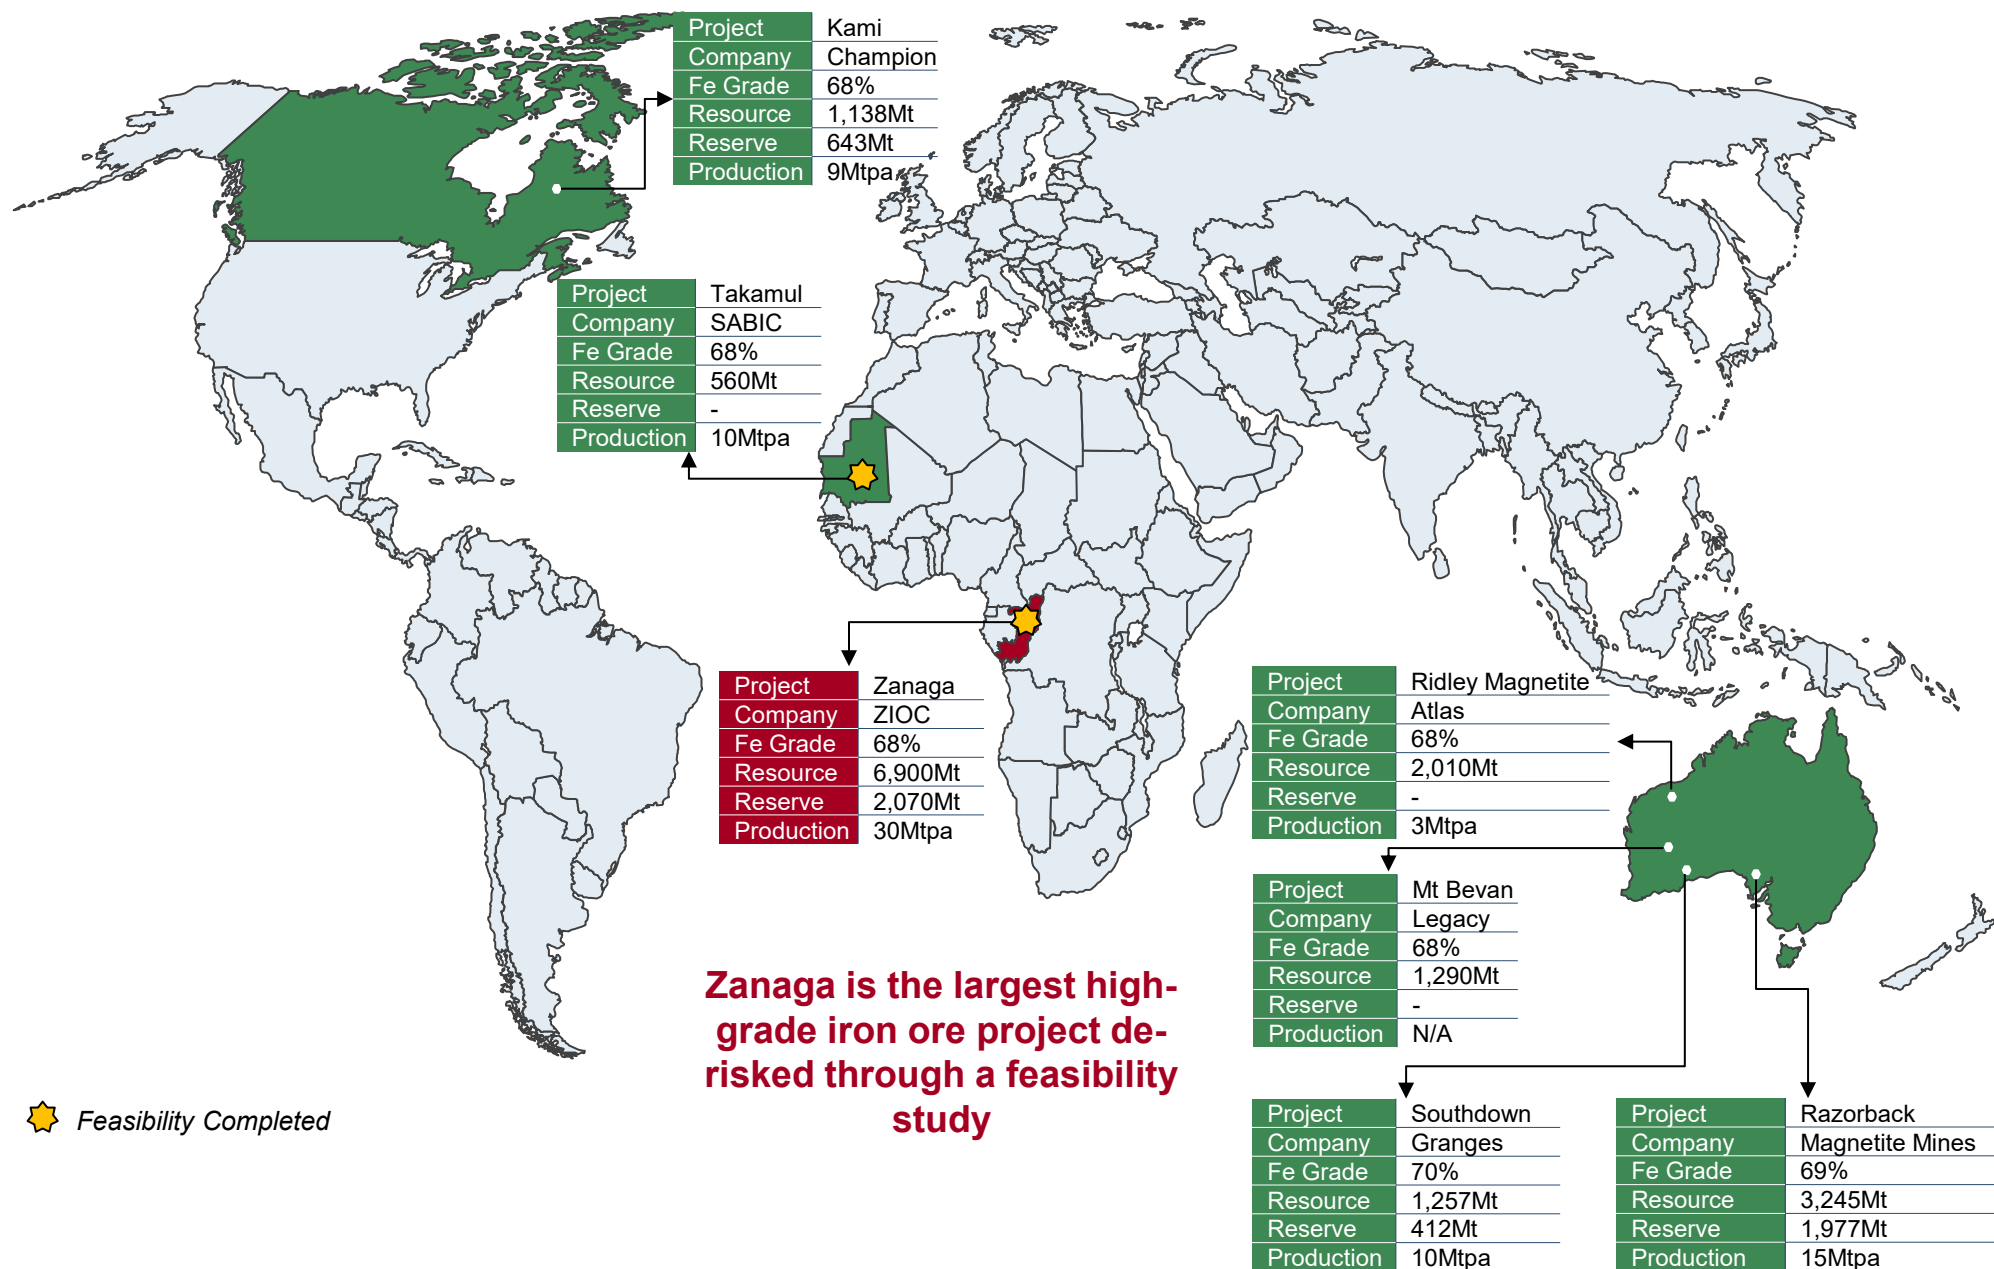 Project Kami
Company Champion
Fe Grade 68%
Resource 1,138Mt
Reserve 643Mt
Production 9Mtpa
Project Takamul
Company SABIC
Fe Grade 68%
Resource 560Mt
Reserve -
Production 10Mtpa
Project Zanaga
Company ZIOC
Fe Grade 68%
Resource 6,900Mt
Reserve 2,070Mt
Production 30Mtpa
Project Ridley Magnetite
Company Atlas
Fe Grade 68%
Resource 2,010Mt
Reserve -
Production 3Mtpa
Project Mt Bevan
Company Legacy
Fe Grade 68%
Resource 1,290Mt
Reserve -
Production N/A
Zanaga is the largest high-
grade iron ore project de-
risked through a feasibility
study
Feasibility Completed
Project Southdown
Company Granges
Fe Grade 70%
Resource 1,257Mt
Reserve 412Mt
Production 10Mtpa
Project Razorback
Company Magnetite Mines
Fe Grade 69%
Resource 3,245Mt
Reserve 1,977Mt
Production 15Mtpa